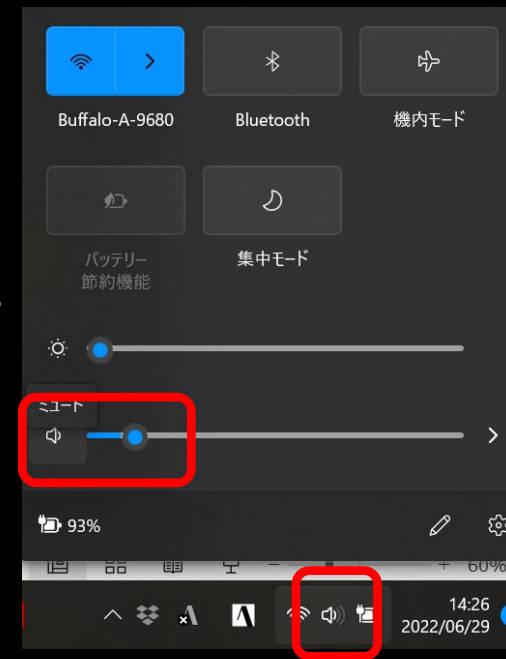 Buffalo-A-9680
Bluetooth
機内モード
バッテリー
節約機能
集中モード
ミュート
93%
60%
14:26
2022/06/29